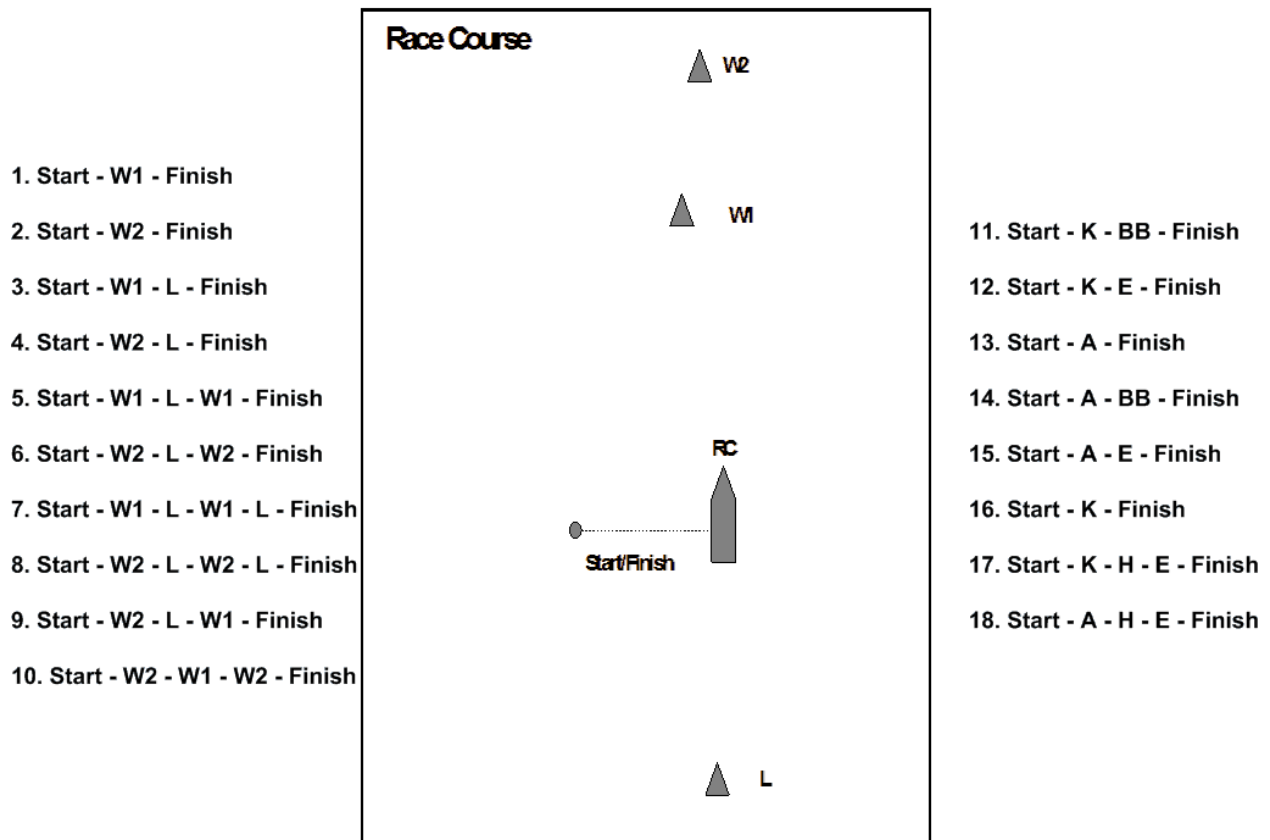 Race Course
W2
W1
RC
Start/Finish
L
1. Start - W1 - Finish
2. Start - W2 - Finish
3. Start - W1 - L - Finish
4. Start - W2 - L - Finish
5. Start - W1 - L - W1 - Finish
6. Start - W2 - L - W2 - Finish
7. Start - W1 - L - W1 - L - Finish
8. Start - W2 - L - W2 - L - Finish
9. Start - W2 - L - W1 - Finish
10. Start - W2 - W1 - W2 - Finish
11. Start - K - BB - Finish
12. Start - K - E - Finish
13. Start - A - Finish
14. Start - A - BB - Finish
15. Start - A - E - Finish
16. Start - K - Finish
17. Start - K - H - E - Finish
18. Start - A - H - E - Finish